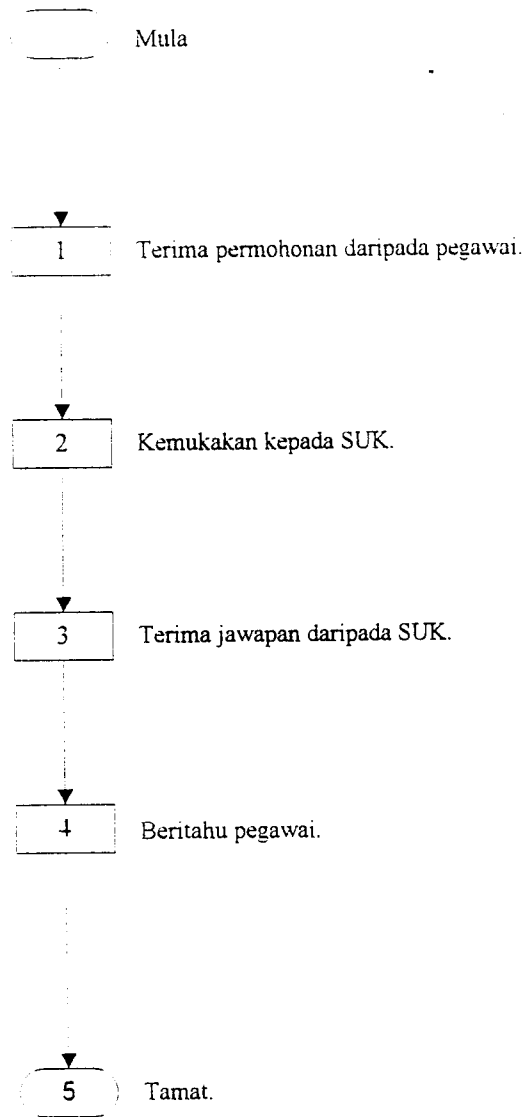 Mula
1 Terima permohonan daripada pegawai.
2 Kemukakan kepada SUK.
3 Terima jawapan daripada SUK.
4 Beritahu pegawai.
5 Tamat.